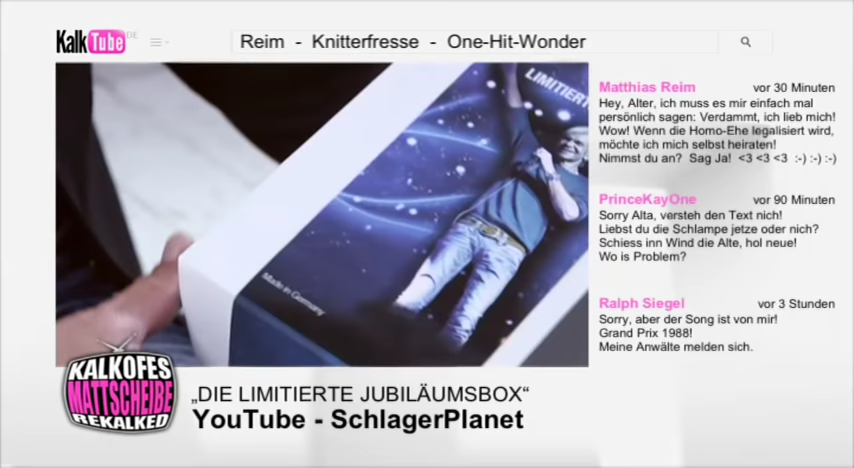 KalkTube DE
Reim - Knitterfresse - One-Hit-Wonder
LIMITIERT
Made in Germany
Matthias Reim vor 30 Minuten
Hey, Alter, ich muss es mir einfach mal
persönlich sagen: Verdammt, ich lieb mich!
Wow! Wenn die Homo-Ehe legalisiert wird,
möchte ich mich selbst heiraten!
Nimmst du an? Sag Ja! <3 <3 <3 :-) :-) :-)
PrinceKayOne vor 90 Minuten
Sorry Alta, versteh den Text nich!
Liebst du die Schlampe jetze oder nich?
Schiess inn Wind die Alte, hol neue!
Wo is Problem?
Ralph Siegel vor 3 Stunden
Sorry, aber der Song ist von mir!
Grand Prix 1988!
Meine Anwälte melden sich.
KALKOFES
MATTSCHEIBE
REKALKED
„DIE LIMITIERTE JUBILÄUMSBOX“
YouTube - SchlagerPlanet